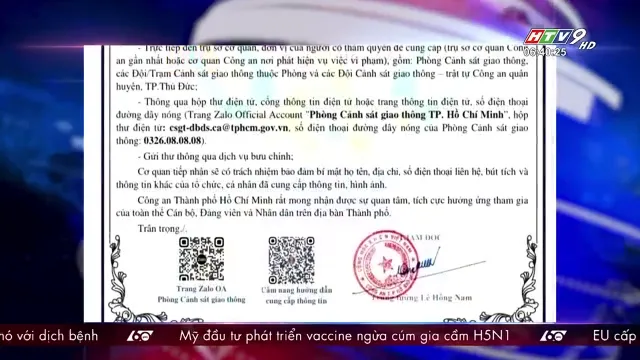 HTV9 HD
06:40:25
- Trực tiếp đến trụ sở cơ quan, đơn vị của người có thẩm quyền để cung cấp (trụ sở cơ quan Công
an gần nhất hoặc cơ quan Công an nơi phát hiện vụ việc vi phạm), gồm: Phòng Cảnh sát giao thông,
các Đội/Trạm Cảnh sát giao thông thuộc Phòng và các Đội Cảnh sát giao thông – trật tự Công an quận
huyện, TP.Thủ Đức;
- Thông qua hộp thư điện tử, cổng thông tin điện tử hoặc trang thông tin điện tử, số điện thoại
đường dây nóng (Trang Zalo Official Account "Phòng Cảnh sát giao thông TP. Hồ Chí Minh", hộp
thư điện tử: csgt-dbds.ca@tphcm.gov.vn, số điện thoại đường dây nóng của Phòng Cảnh sát giao
thông: 0326.08.08.08)
- Gửi thư thông qua dịch vụ bưu chính;
Cơ quan tiếp nhận sẽ có trách nhiệm bảo đảm bí mật họ tên, địa chỉ, số điện thoại liên hệ, bút tích và
thông tin khác của tổ chức, cá nhân đã cung cấp thông tin, hình ảnh.
Công an Thành phố Hồ Chí Minh rất mong nhận được sự quan tâm, tích cực hưởng ứng tham gia
của toàn thể Cán bộ, Đảng viên và Nhân dân trên địa bàn Thành phố.
Trân trọng./.
GIÁM ĐỐC
Trang Zalo OA
Phòng Cảnh sát giao thông
Cẩm nang hướng dẫn
cung cấp thông tin
Trung tướng Lê Hồng Nam
phó với dịch bệnh 60 Mỹ đầu tư phát triển vaccine ngừa cúm gia cầm H5N1 60 EU cấp